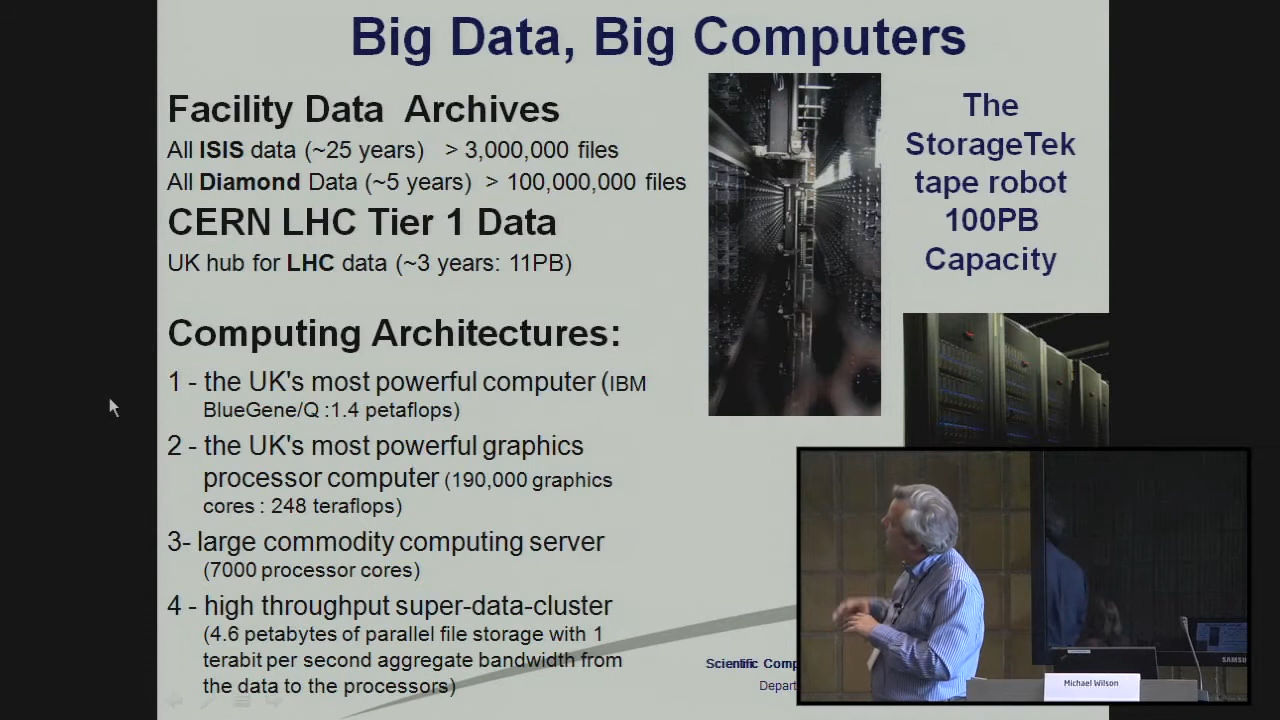 Big Data, Big Computers
Facility Data Archives
All ISIS data (~25 years) > 3,000,000 files
All Diamond Data (~5 years) > 100,000,000 files
CERN LHC Tier 1 Data
UK hub for LHC data (~3 years: 11PB)
Computing Architectures:
1 - the UK's most powerful computer (IBM
BlueGene/Q :1.4 petaflops)
2 - the UK's most powerful graphics
processor computer (190,000 graphics
cores : 248 teraflops)
3- large commodity computing server
(7000 processor cores)
4 - high throughput super-data-cluster
(4.6 petabytes of parallel file storage with 1
terabit per second aggregate bandwidth from
the data to the processors)
The
StorageTek
tape robot
100PB
Capacity
Scientific Comp
Depart
Michael Wilson
SAMSU